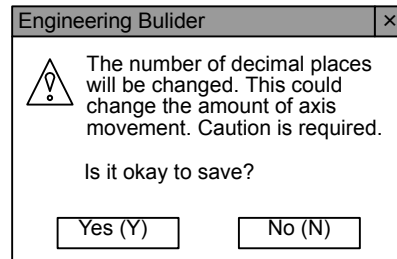 Engineering Bulider
×
The number of decimal places
will be changed. This could
change the amount of axis
movement. Caution is required.
Is it okay to save?
Yes (Y)
No (N)